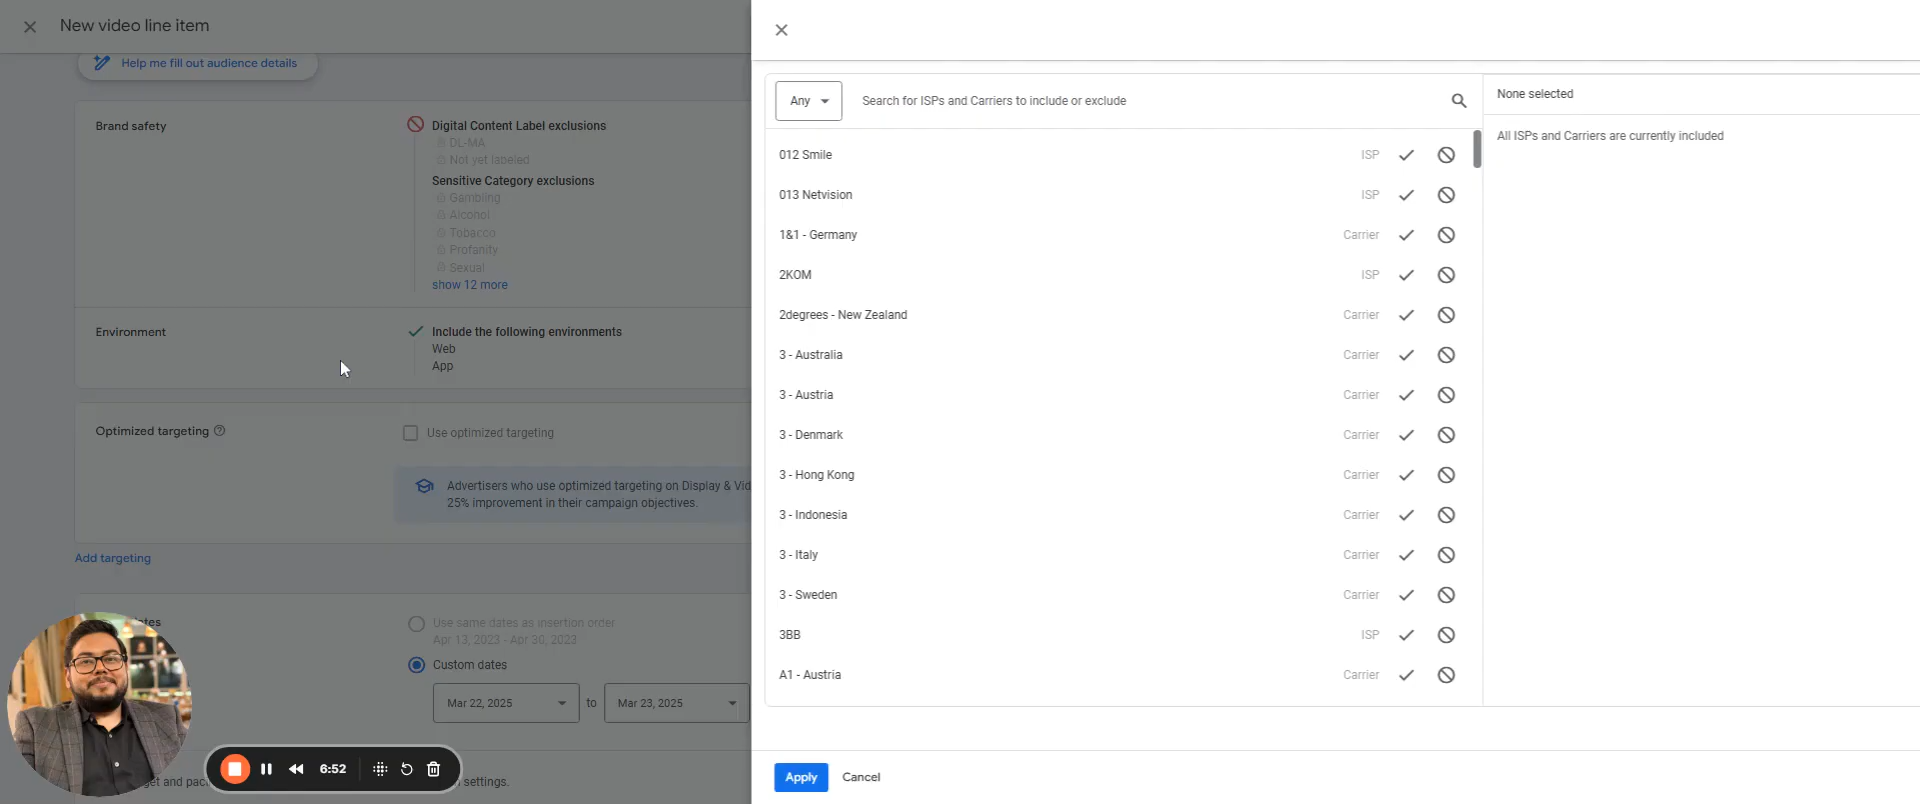 New video line item
Help me fill out audience details
Brand safety
Digital Content Label exclusions
DL-MA
Not yet labeled
Sensitive Category exclusions
Gambling
Alcohol
Tobacco
Profanity
Sexual
show 12 more
Environment
Include the following environments
Web
App
Optimized targeting
Use optimized targeting
Advertisers who use optimized targeting on Display & Vid
25% improvement in their campaign objectives.
Add targeting
ates
Use same dates as insertion order
Apr 13, 2023 - Apr 30, 2023
Custom dates
Mar 22, 2025 to Mar 23, 2025
6:52
get and pac
settings.
Any Search for ISPs and Carriers to include or exclude
012 Smile ISP
013 Netvision ISP
1&1 - Germany Carrier
2KOM ISP
2degrees - New Zealand Carrier
3 - Australia Carrier
3 - Austria Carrier
3 - Denmark Carrier
3 - Hong Kong Carrier
3 - Indonesia Carrier
3 - Italy Carrier
3 - Sweden Carrier
3BB ISP
A1 - Austria Carrier
None selected
All ISPs and Carriers are currently included
Apply Cancel